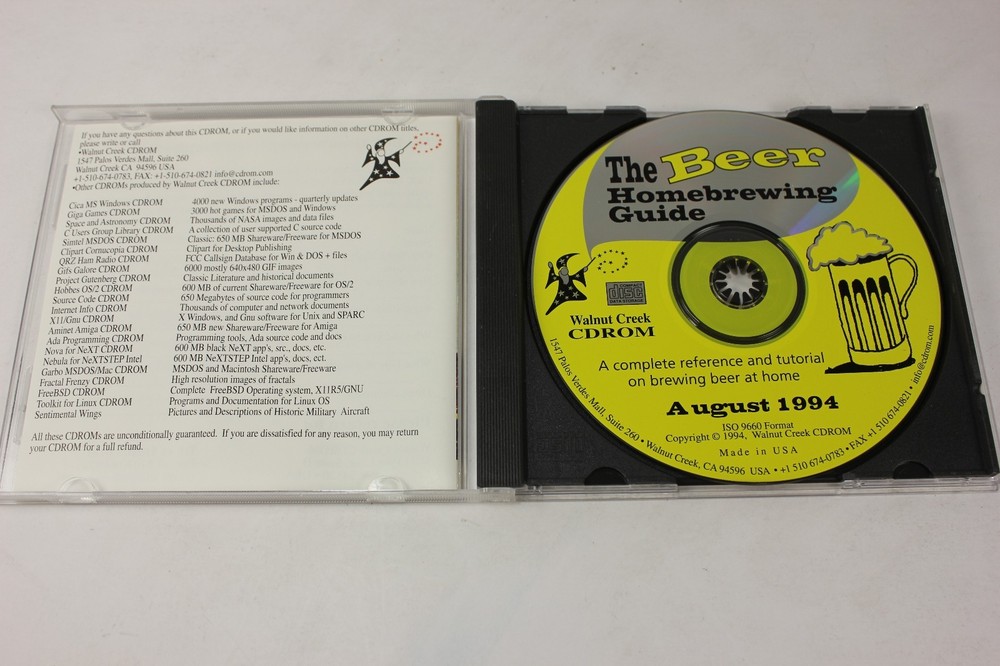 If you have any questions about this CDROM, or if you would like information on other CDROM titles,
please write or call
•Walnut Creek CDROM
1547 Palos Verdes Mall, Suite 260
Walnut Creek CA 94596 USA
+1-510-674-0783, FAX: +1-510-674-0821 info@cdrom.com
•Other CDROMs produced by Walnut Creek CDROM include:
Cica MS Windows CDROM 4000 new Windows programs - quarterly updates
Giga Games CDROM 3000 hot games for MSDOS and Windows
Space and Astronomy CDROM Thousands of NASA images and data files
C Users Group Library CDROM A collection of user supported C source code
Simtel MSDOS CDROM Classic: 650 MB Shareware/Freeware for MSDOS
Clipart Cornucopia CDROM Clipart for Desktop Publishing
QRZ Ham Radio CDROM FCC Callsign Database for Win & DOS + files
Gifs Galore CDROM 6000 mostly 640x480 GIF images
Project Gutenberg CDROM Classic Literature and historical documents
Hobbes OS/2 CDROM 600 MB of current Shareware/Freeware for OS/2
Source Code CDROM 650 Megabytes of source code for programmers
Internet Info CDROM Thousands of computer and network documents
X11/Gnu CDROM X Windows, and Gnu software for Unix and SPARC
Aminet Amiga CDROM 650 MB new Shareware/Freeware for Amiga
Ada Programming CDROM Programming tools, Ada source code and docs
Nova for NeXT CDROM 600 MB black NeXT app's, src., docs, etc.
Nebula for NeXTSTEP Intel 600 MB NeXTSTEP Intel app's, docs, ect.
Garbo MSDOS/Mac CDROM MSDOS and Macintosh Shareware/Freeware
Fractal Frenzy CDROM High resolution images of fractals
FreeBSD CDROM Complete FreeBSD Operating system, X11R5/GNU
Toolkit for Linux CDROM Programs and Documentation for Linux OS
Sentimental Wings Pictures and Descriptions of Historic Military Aircraft
All these CDROMs are unconditionally guaranteed. If you are dissatisfied for any reason, you may return
your CDROM for a full refund.
The Beer
Homebrewing
Guide
COMPACT
disc
DATA STORAGE
Walnut Creek
CDROM
A complete reference and tutorial
on brewing beer at home
August 1994
ISO 9660 Format
Copyright © 1994, Walnut Creek CDROM
Made in USA
1547 Palos Verdes Mall, Suite 260 • Walnut Creek, CA 94596 USA • +1 510 674-0783 • FAX +1 510 674-0821 • info@cdrom.com